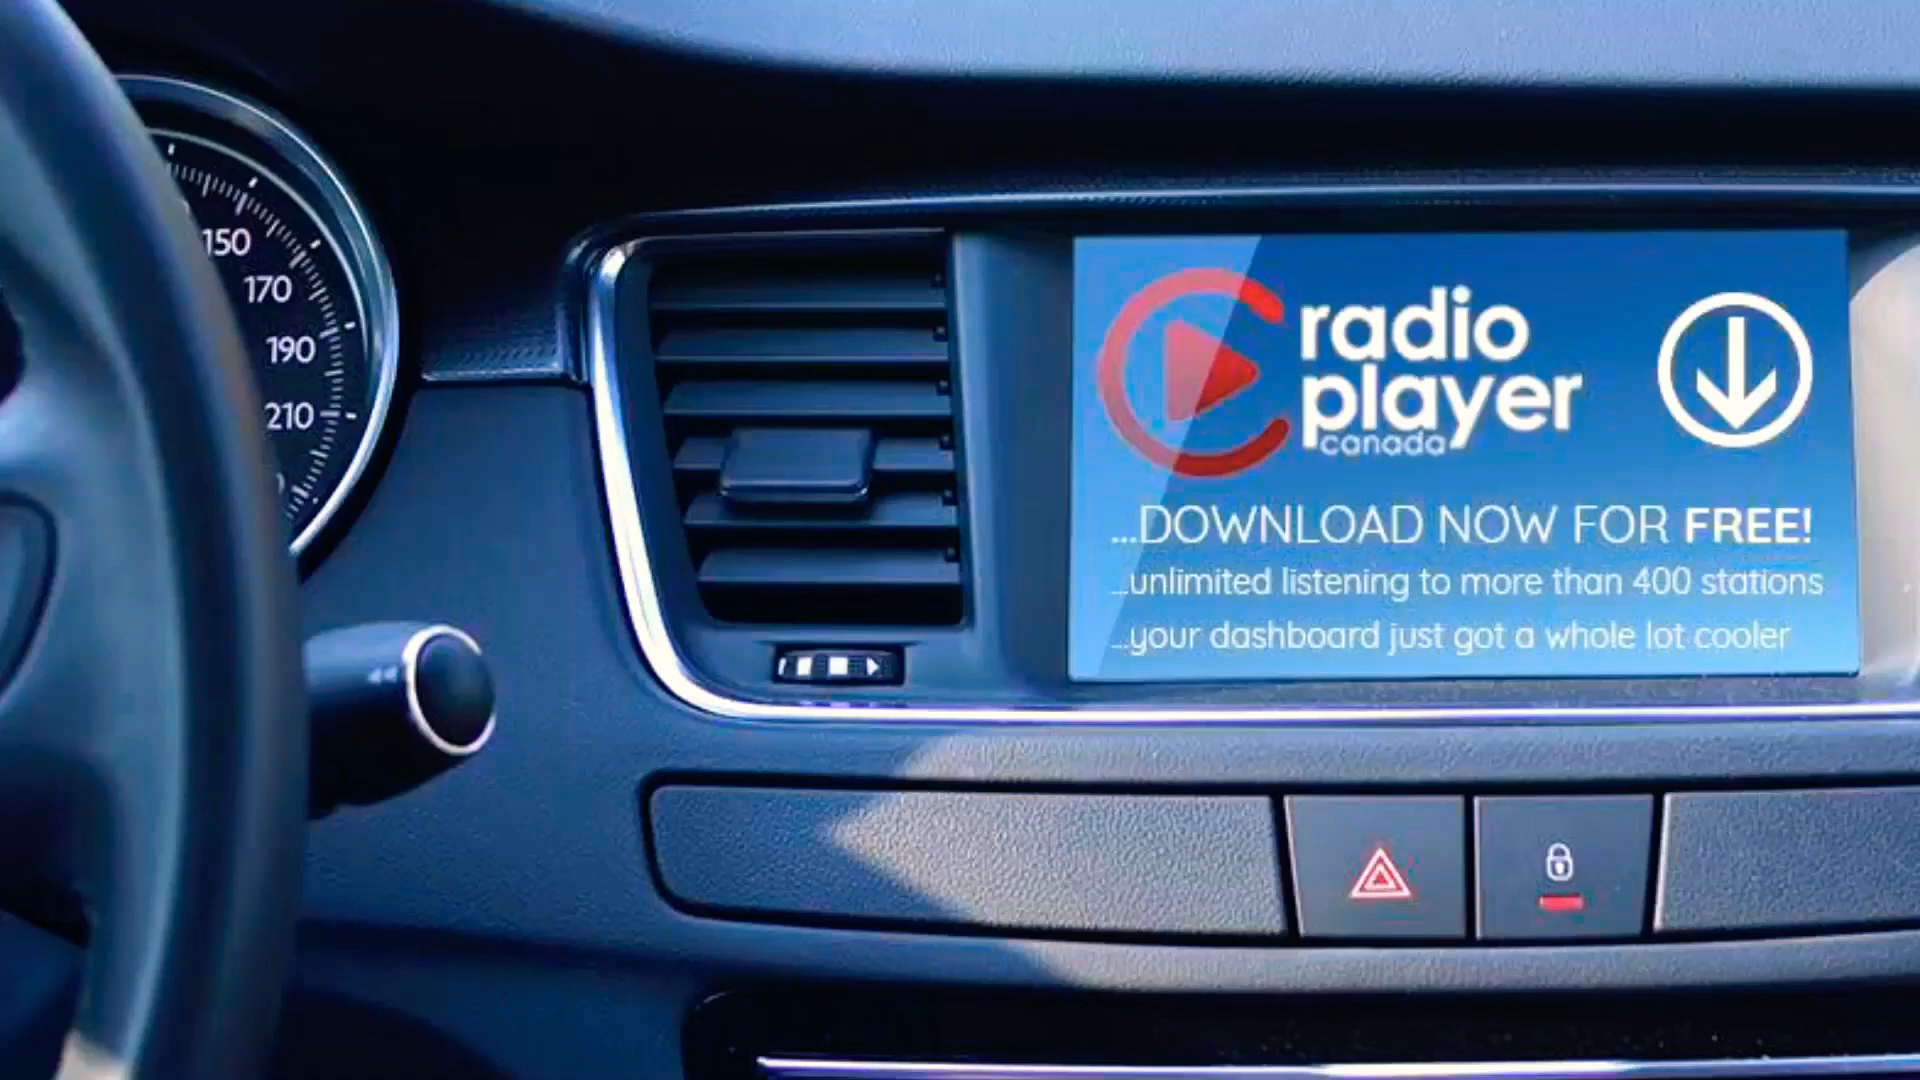 150
170
190
210
radio
player
canada
...DOWNLOAD NOW FOR FREE!
...unlimited listening to more than 400 stations
...your dashboard just got a whole lot cooler